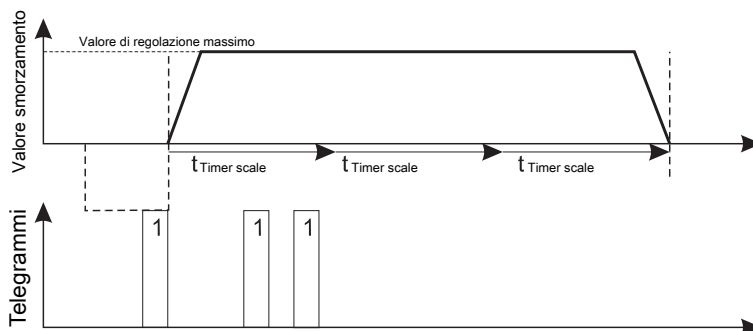 Valore smorzamento
Valore di regolazione massimo
t Timer scale
t Timer scale
t Timer scale
Telegrammi
1
1
1